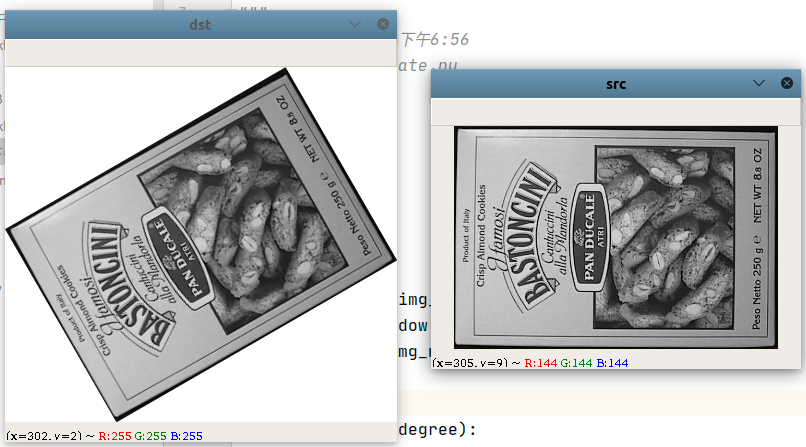 dst
下午6:56
ate.py
src
Product of Italy
Crisp Almond Cookies
Famosi
BASTONCINI
Cantuccini
alla Mandorla
PAN DUCALE
ATRI
Peso Netto 250 g e NET WT 8.8 OZ
Product of Italy
Crisp Almond Cookies
Famosi
BASTONCINI
Cantuccini
alla Mandorla
PAN DUCALE
ATRI
Peso Netto 250 g e NET WT 8.8 OZ
img_
dow
mg_
(x=305, y=9) ~ R:144 G:144 B:144
degree):
(x=302, y=2) ~ R:255 G:255 B:255